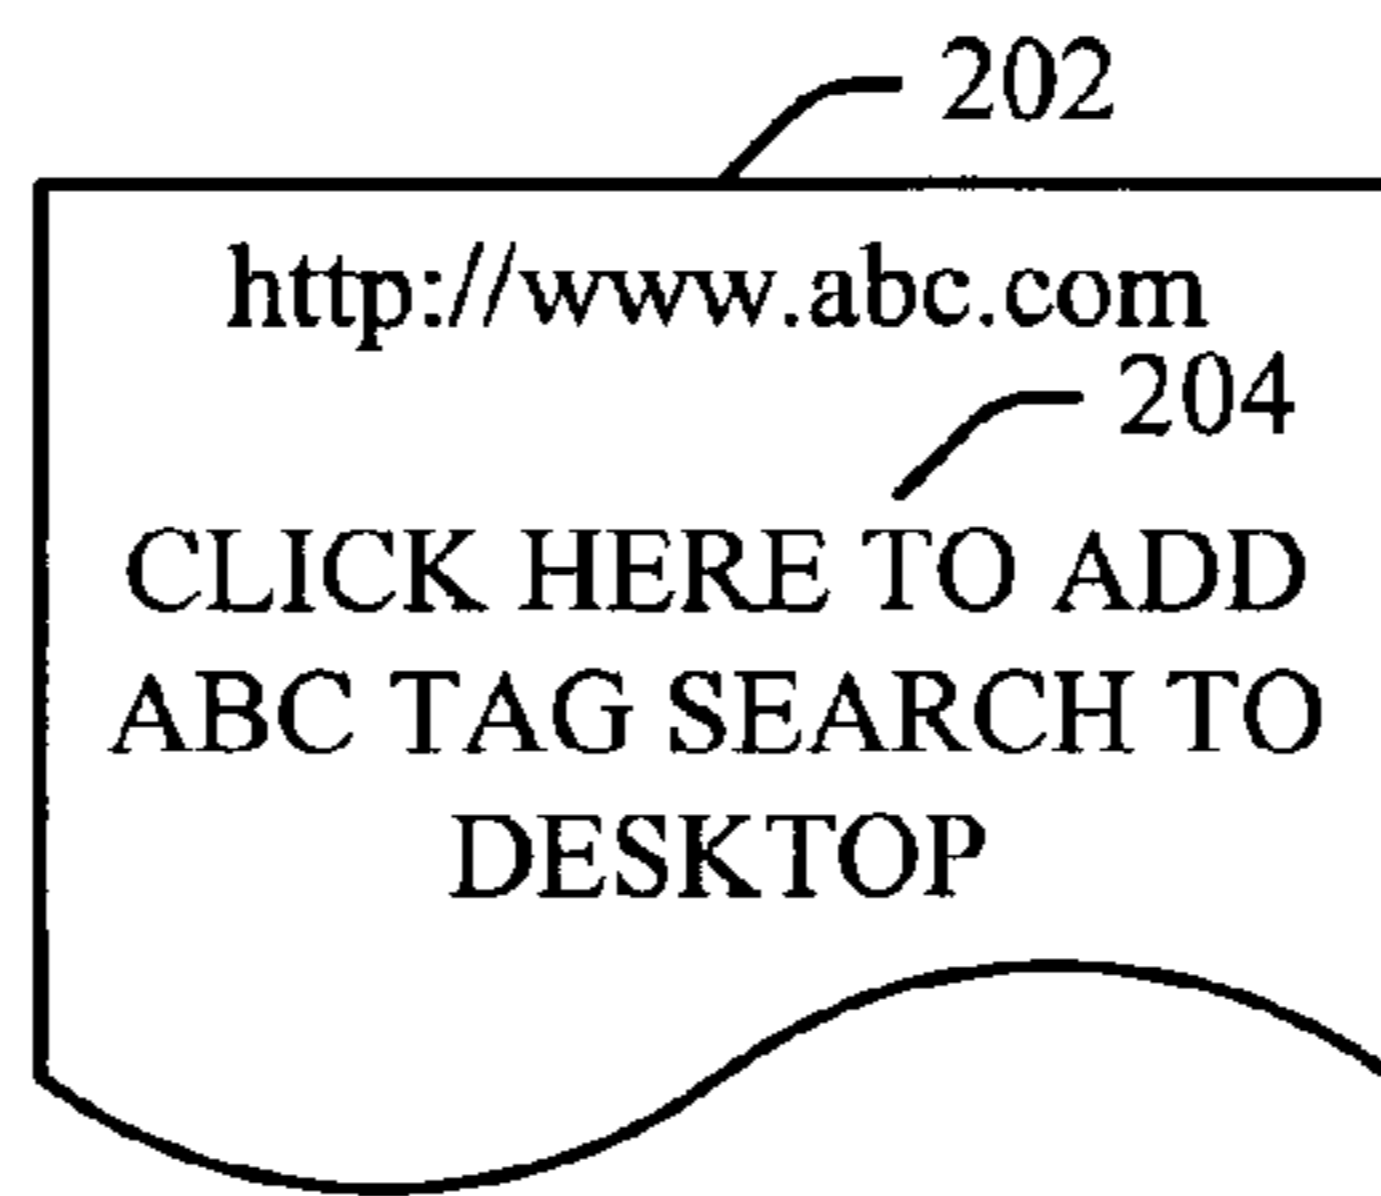 202
http://www.abc.com
204
CLICK HERE TO ADD
ABC TAG SEARCH TO
DESKTOP